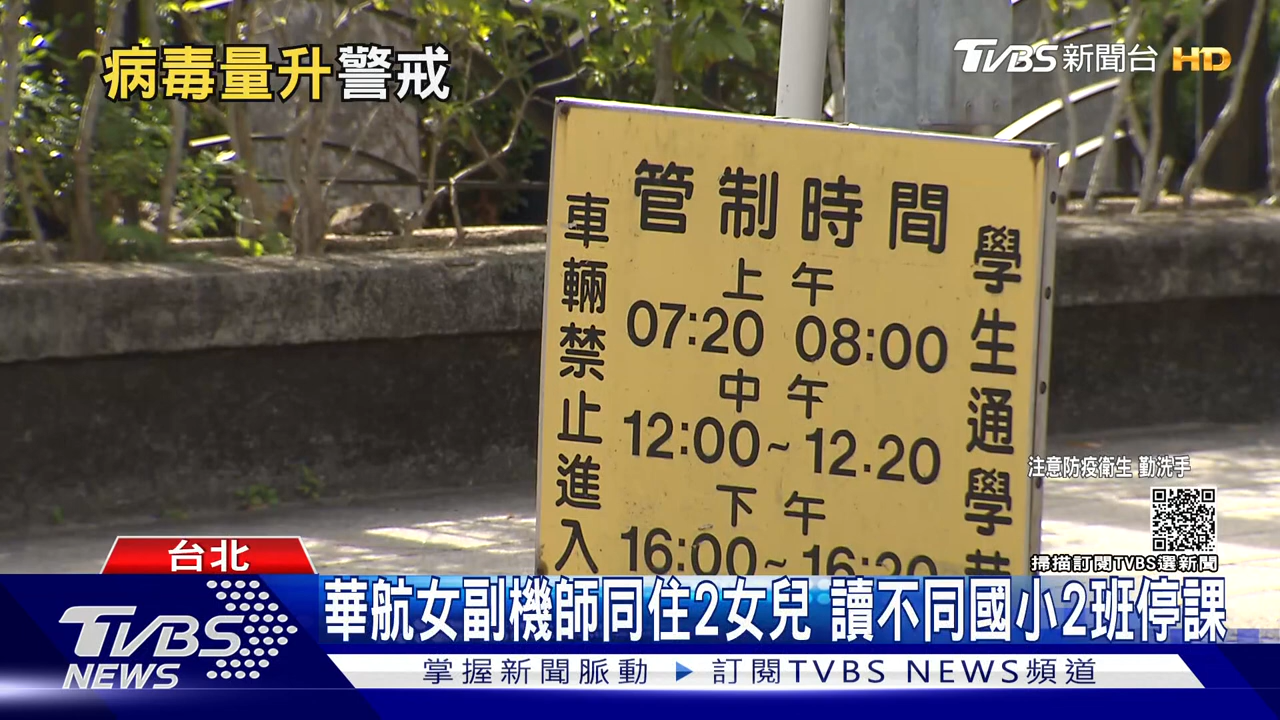 病毒量升警戒
TVBS新聞台 HD
管制時間
車輛禁止進入
上午
07:20 08:00
中午
12:00~12.20
下午
16:00~16:20
學生通學
注意防疫衛生 勤洗手
掃描訂閱TVBS選新聞
台北
華航女副機師同住2女兒 讀不同國小2班停課
TVBS NEWS
掌握新聞脈動 ▶ 訂閱TVBS NEWS頻道